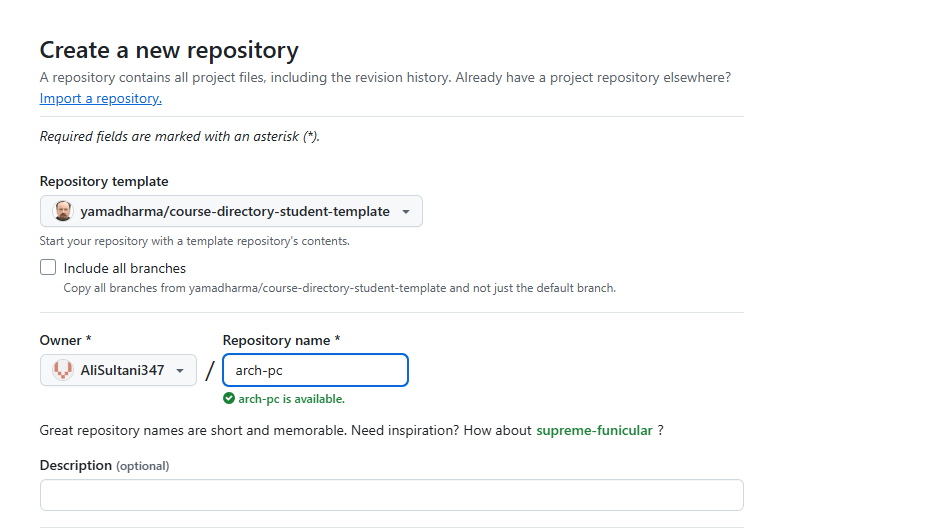 Create a new repository
A repository contains all project files, including the revision history. Already have a project repository elsewhere?
Import a repository.
Required fields are marked with an asterisk (*).
Repository template
yamadharma/course-directory-student-template
Start your repository with a template repository's contents.
Include all branches
Copy all branches from yamadharma/course-directory-student-template and not just the default branch.
Owner * Repository name *
AliSultani347 / arch-pc
arch-pc is available.
Great repository names are short and memorable. Need inspiration? How about supreme-funicular ?
Description (optional)